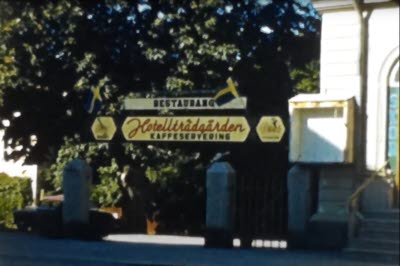 RESTAURANG
Hotellträdgården
KAFFESERVERING